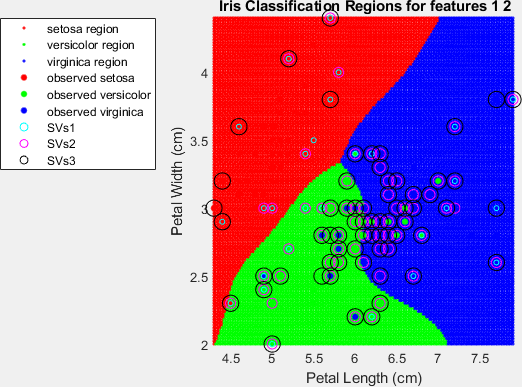 Iris Classification Regions for features 1 2
setosa region
versicolor region
virginica region
observed setosa
observed versicolor
observed virginica
SVs1
SVs2
SVs3
Petal Width (cm)
4
3.5
3
2.5
2
4.5
5
5.5
6
6.5
7
7.5
Petal Length (cm)